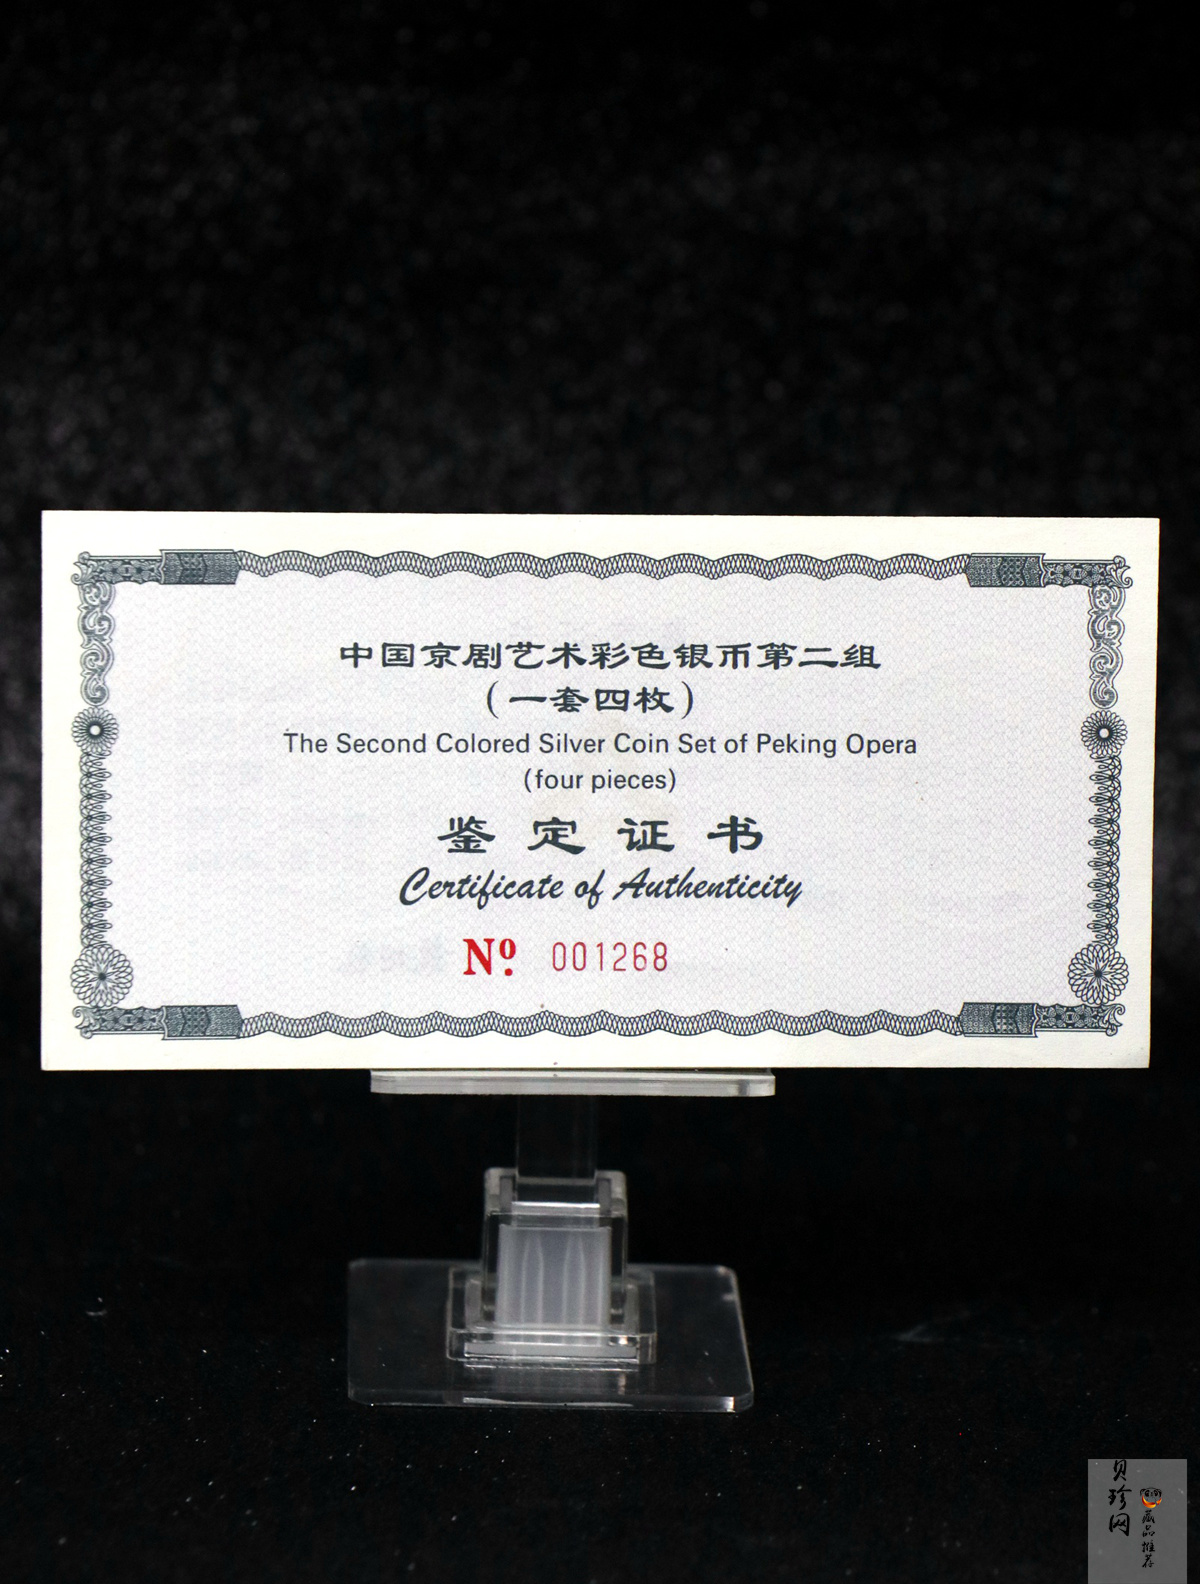 中国京剧艺术彩色银币第二组
（一套四枚）
The Second Colored Silver Coin Set of Peking Opera
(four pieces)
鉴定证书
Certificate of Authenticity
Nº. 001268
贝珍网
藏品推荐